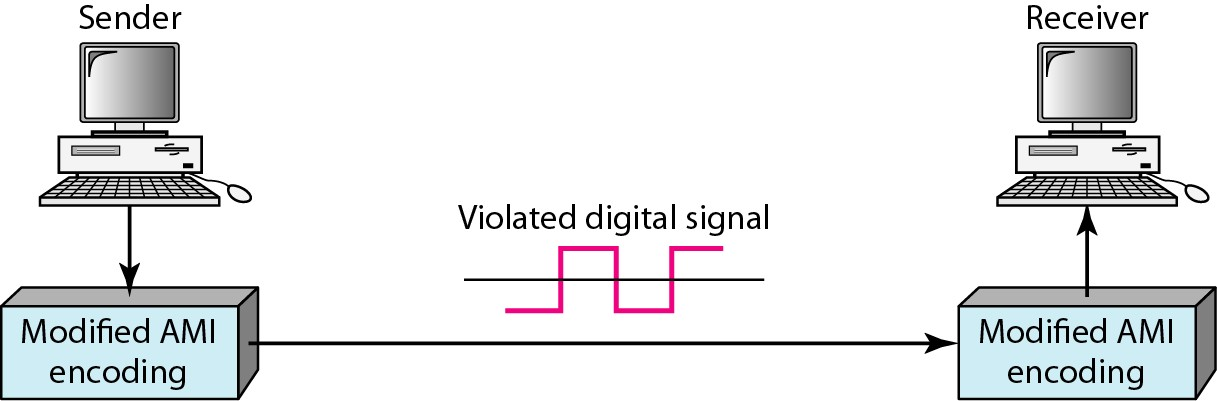 Sender
Receiver
Violated digital signal
Modified AMI
encoding
Modified AMI
encoding